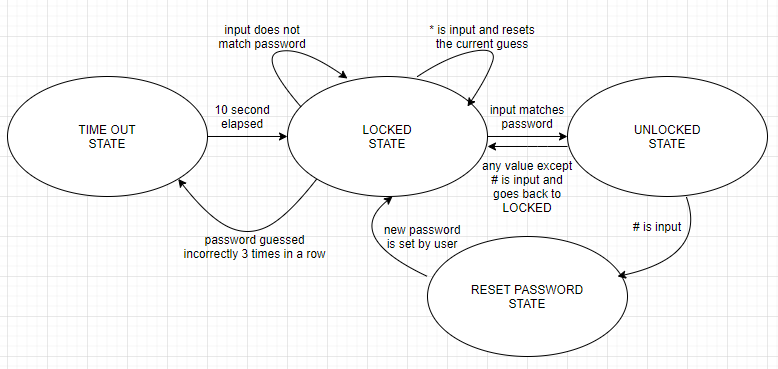 input does not
match password
* is input and resets
the current guess
TIME OUT
STATE
10 second
elapsed
LOCKED
STATE
input matches
password
UNLOCKED
STATE
any value except
# is input and
goes back to
LOCKED
password guessed
incorrectly 3 times in a row
new password
is set by user
# is input
RESET PASSWORD
STATE